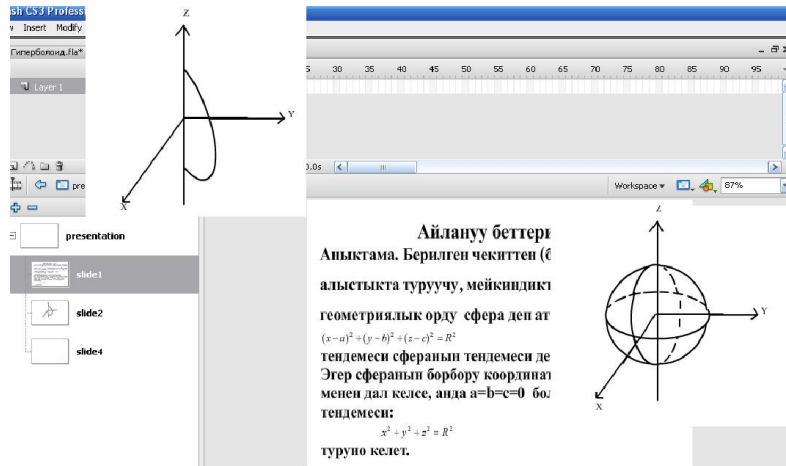 sh CS3 Profess
Insert Modify
Гиперболоид.fla*
Z
Y
X
30 35 40 45 50 55 60 65 70 75 80 85 90 95
Layer 1
0.0s
pre
Workspace
87%
presentation
slide1
slide2
slide4
Айлануу беттери
Аныктама. Берилген чекиттен (б
алыстыкта туруучу, мейкиндикт
геометриялык орду сфера деп ат
(x−a)² + (y−b)² + (z−c)² = R²
тендемеси сферанын тендемеси де
Эгер сферанын борбору координат
менен дал келсе, анда a=b=c=0 бол
тендемеси:
x² + y² + z² = R²
туруно келет.
Z
Y
X